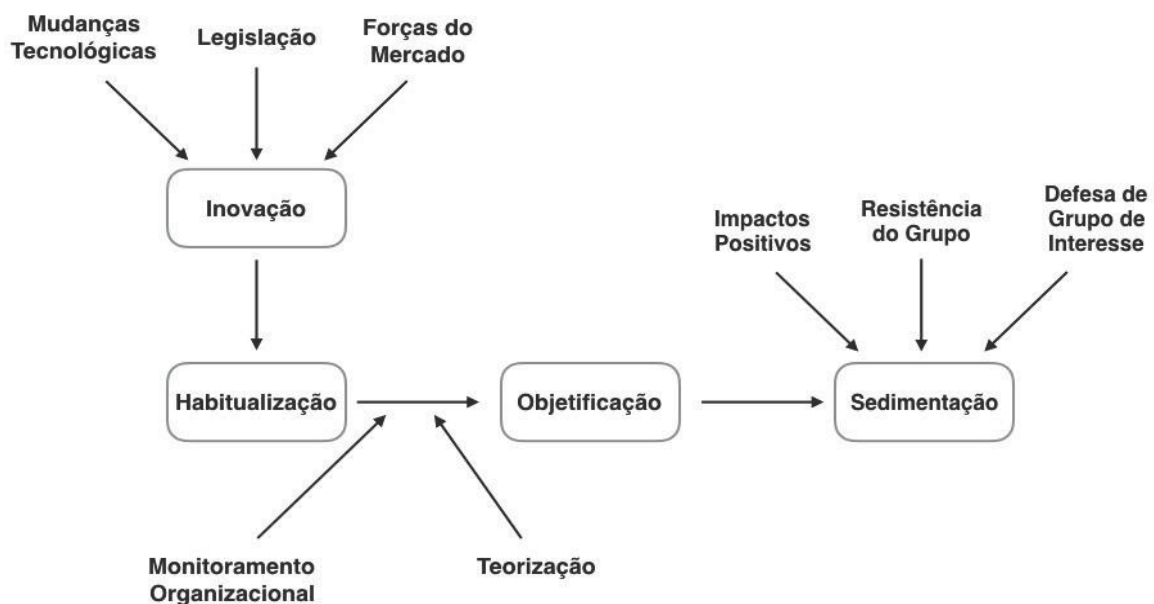 Mudanças
Tecnológicas
Legislação
Forças do
Mercado
Inovação
Impactos
Positivos
Resistência
do Grupo
Defesa de
Grupo de
Interesse
Habitualização
Objetificação
Sedimentação
Monitoramento
Organizacional
Teorização